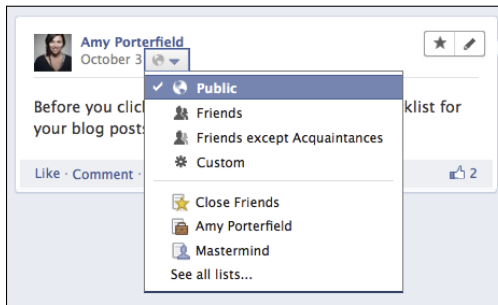 Amy Porterfield
October 3
Public
Before you clic klist for
Friends
your blog posts
Friends except Acquaintances
Custom
Like · Comment · 2
Close Friends
Amy Porterfield
Mastermind
See all lists...